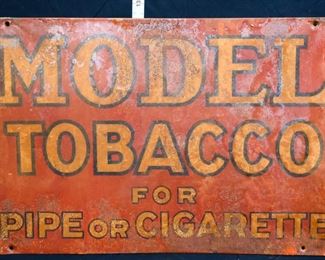 MODEL
TOBACCO
FOR
PIPE OR CIGARETTE